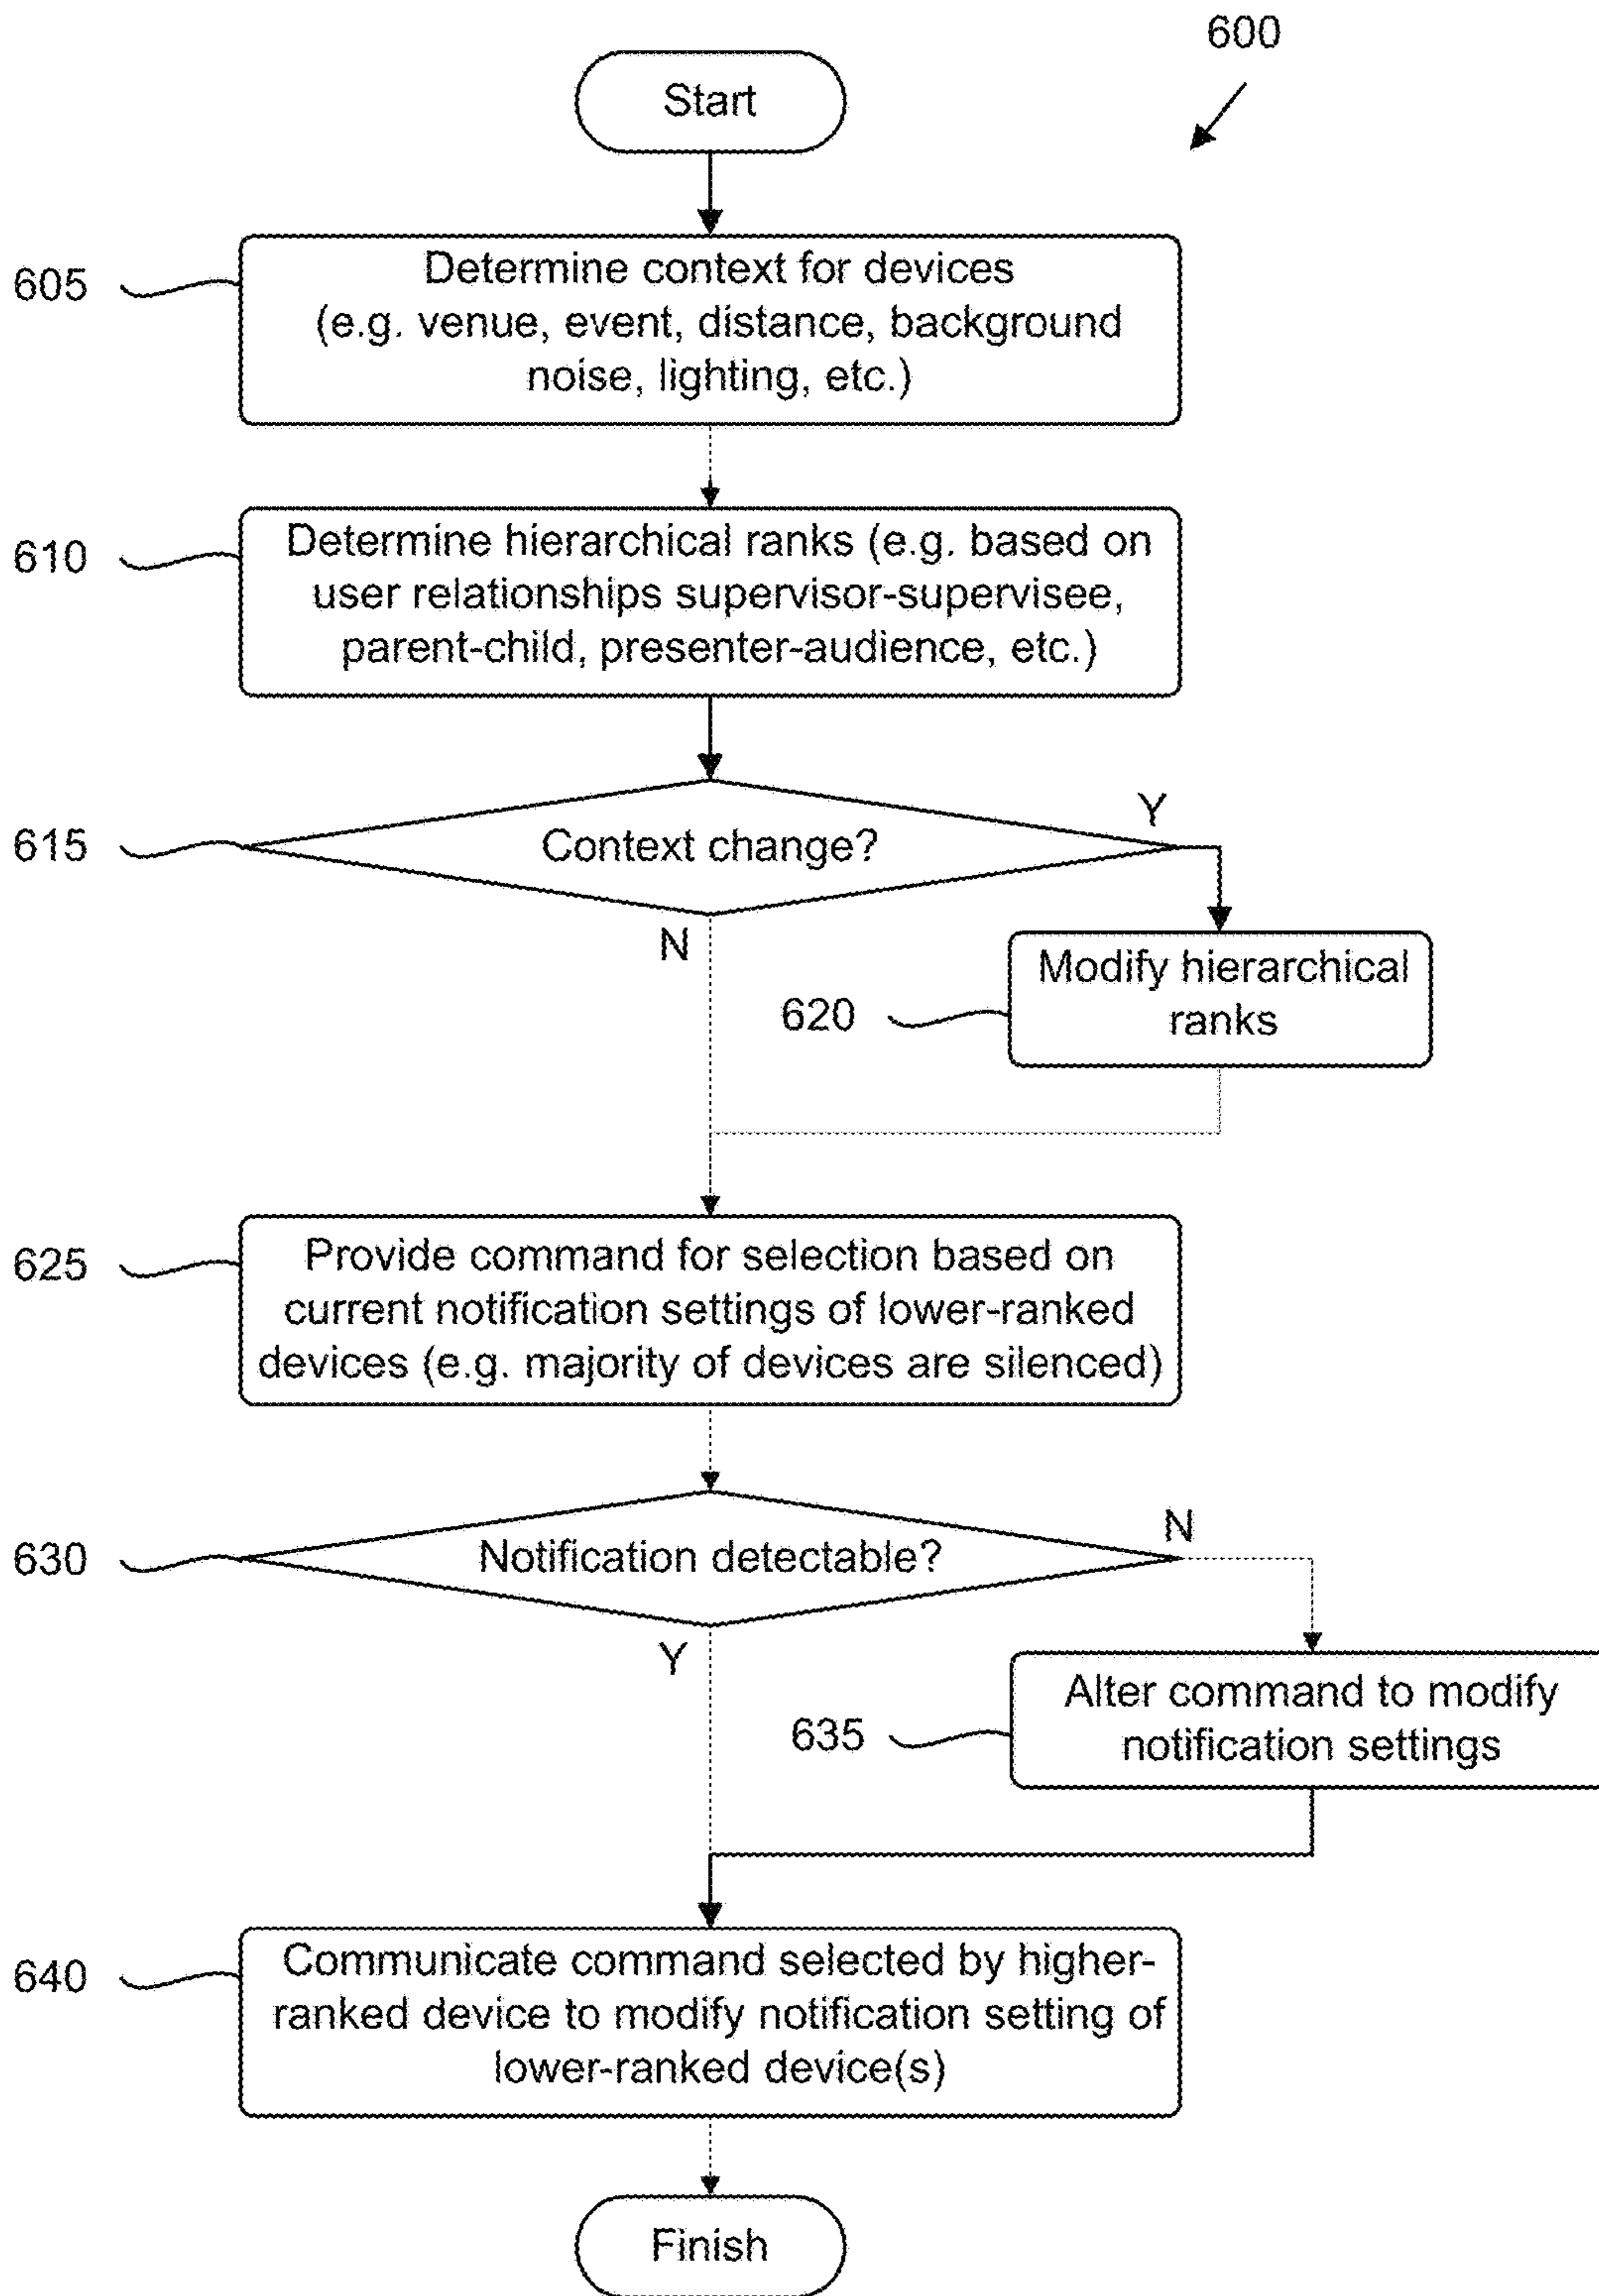 600
Start
605
Determine context for devices
(e.g. venue, event, distance, background
noise, lighting, etc.)
610
Determine hierarchical ranks (e.g. based on
user relationships supervisor-supervisee,
parent-child, presenter-audience, etc.)
615
Context change?
Y
N
620
Modify hierarchical
ranks
625
Provide command for selection based on
current notification settings of lower-ranked
devices (e.g. majority of devices are silenced)
630
Notification detectable?
N
Y
635
Alter command to modify
notification settings
640
Communicate command selected by higher-
ranked device to modify notification setting of
lower-ranked device(s)
Finish